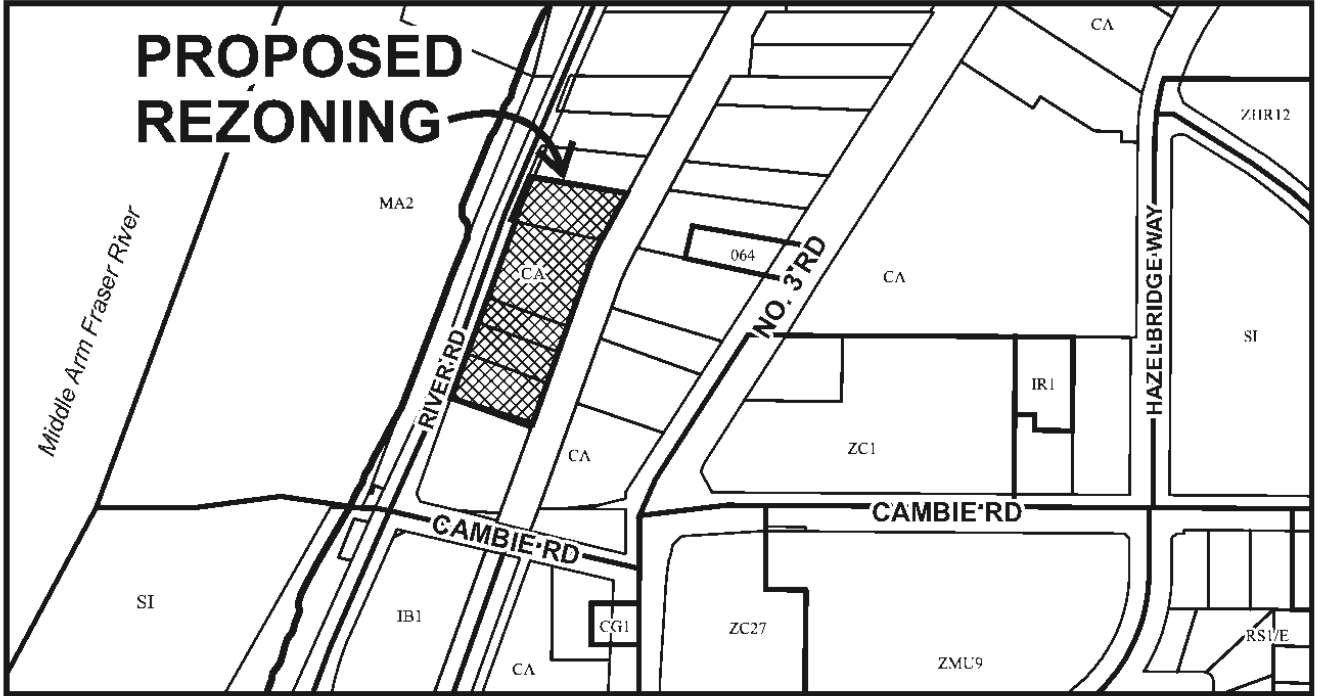 PROPOSED
REZONING
CA
ZHR12
MA2
Middle Arm Fraser River
CA
064
NO. 3 RD
CA
HAZELBRIDGE WAY
SI
RIVER RD
IR1
CA
ZC1
CAMBIE RD
CAMBIE RD
SI
IB1
CG1
CA
ZC27
ZMU9
RS1/E